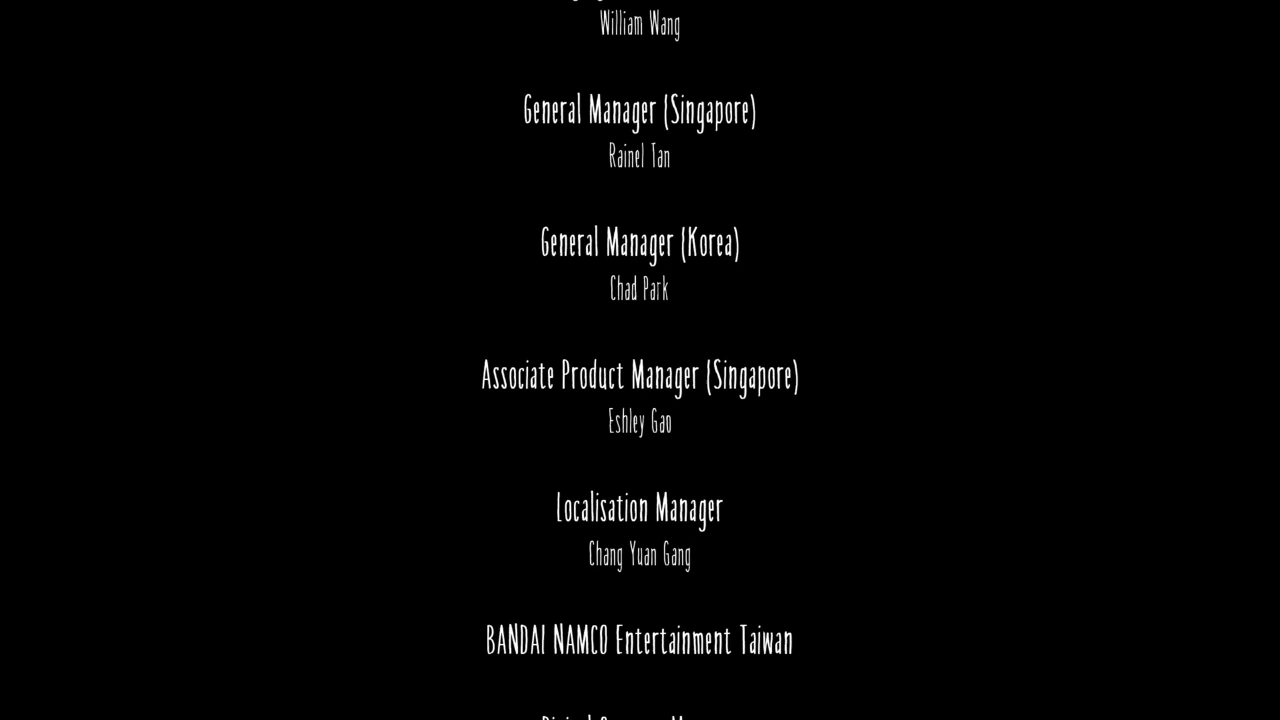 William Wang
General Manager (Singapore)
Rainel Tan
General Manager (Korea)
Chad Park
Associate Product Manager (Singapore)
Eshley Gao
Localisation Manager
Chang Yuan Gang
BANDAI NAMCO Entertainment Taiwan